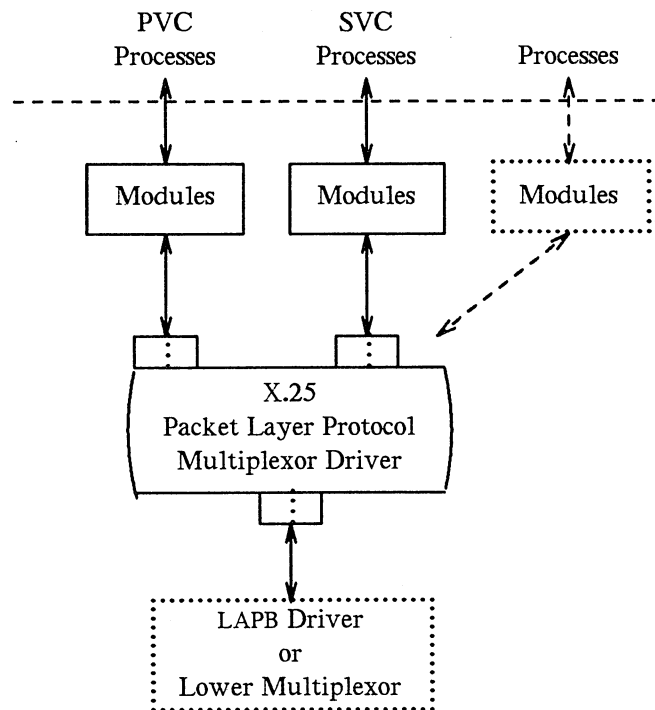 PVC
Processes
SVC
Processes
Processes
Modules
Modules
Modules
X.25
Packet Layer Protocol
Multiplexor Driver
LAPB Driver
or
Lower Multiplexor